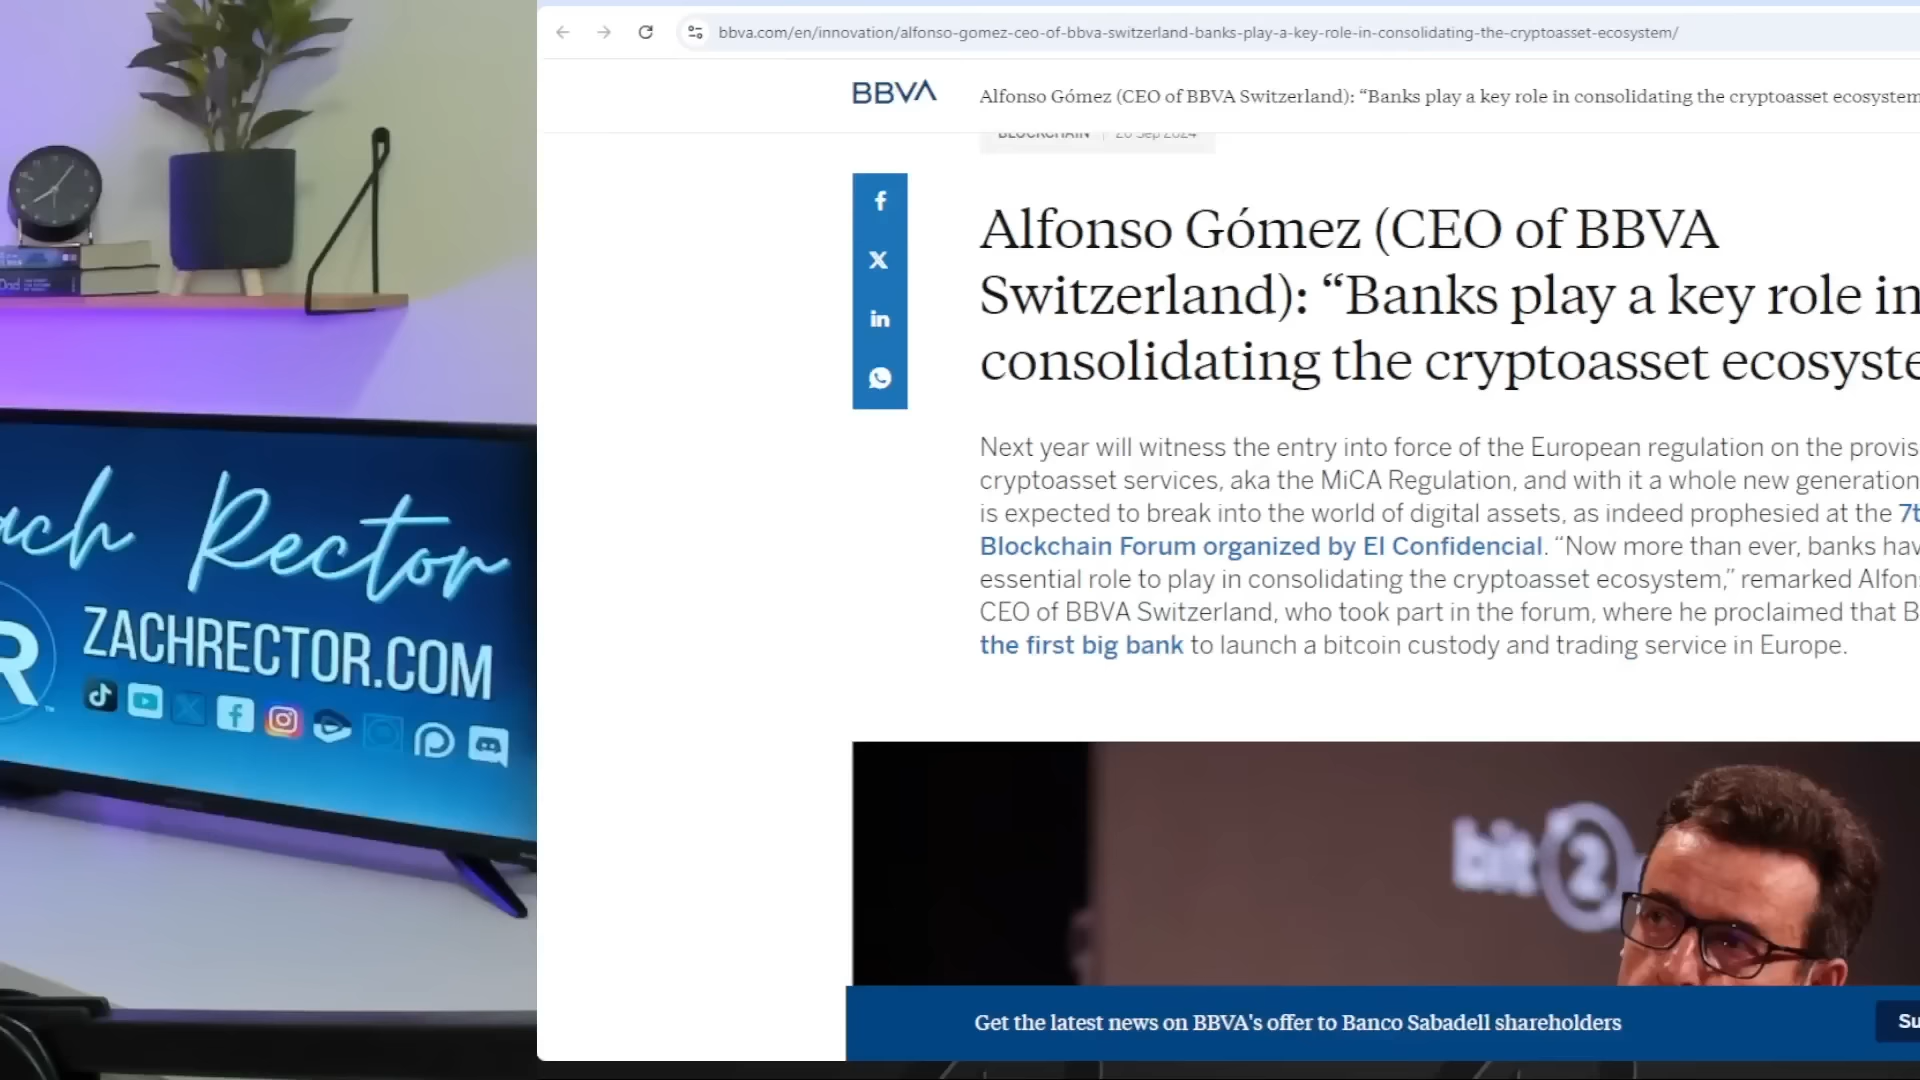 bbva.com/en/innovation/alfonso-gomez-ceo-of-bbva-switzerland-banks-play-a-key-role-in-consolidating-the-cryptoasset-ecosystem/
BBVA
Alfonso Gómez (CEO of BBVA Switzerland): “Banks play a key role in consolidating the cryptoasset ecosystem
BLOCKCHAIN | 20 Sep 2024
Alfonso Gómez (CEO of BBVA
Switzerland): “Banks play a key role in
consolidating the cryptoasset ecosyste
Next year will witness the entry into force of the European regulation on the provis
cryptoasset services, aka the MiCA Regulation, and with it a whole new generation
is expected to break into the world of digital assets, as indeed prophesied at the 7t
Blockchain Forum organized by El Confidencial. “Now more than ever, banks hav
essential role to play in consolidating the cryptoasset ecosystem,” remarked Alfon
CEO of BBVA Switzerland, who took part in the forum, where he proclaimed that B
the first big bank to launch a bitcoin custody and trading service in Europe.
bit2
Get the latest news on BBVA's offer to Banco Sabadell shareholders
Su
ach Rector
R
ZACHRECTOR.COM
Dad